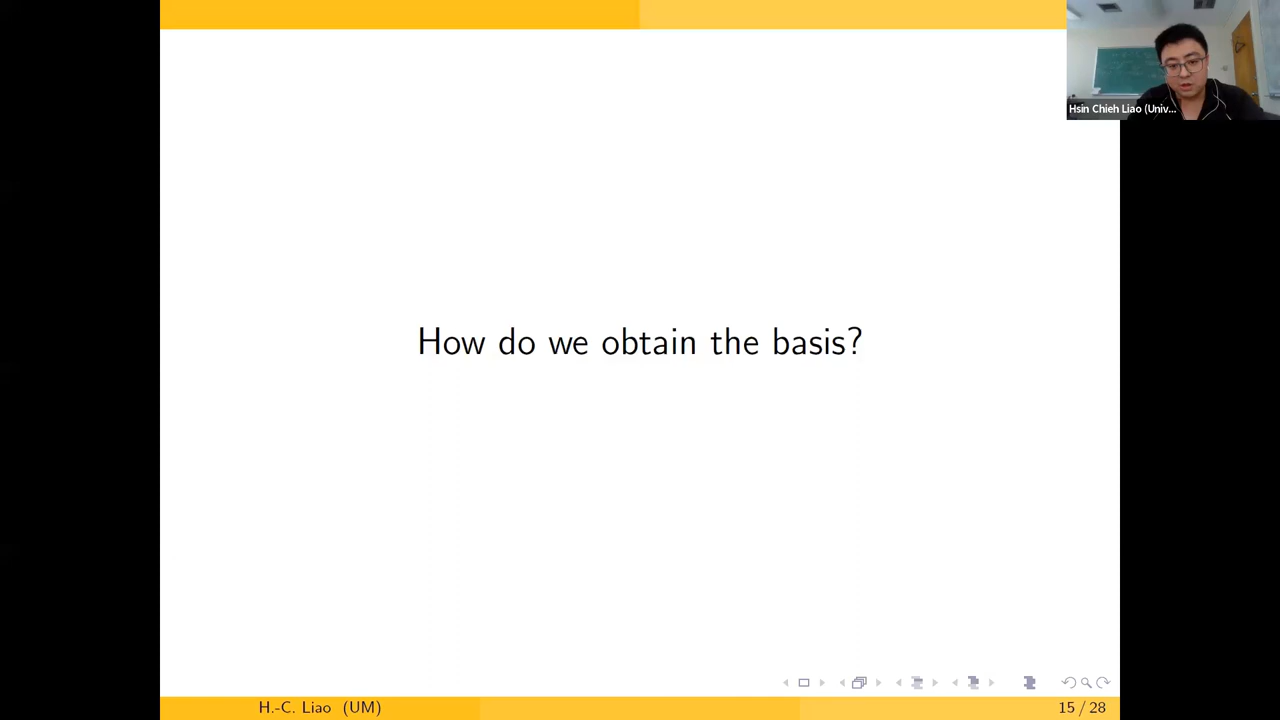 Hsin Chieh Liao (Univ...
How do we obtain the basis?
H.-C. Liao (UM)
15 / 28